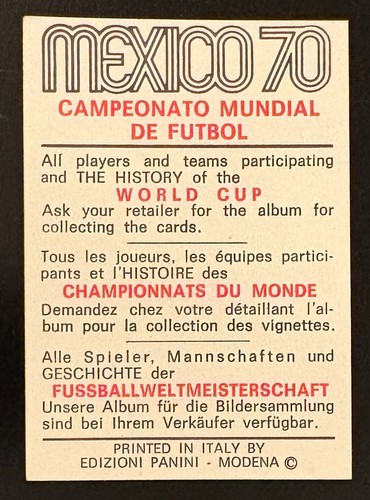 MEXICO 70
CAMPEONATO MUNDIAL
DE FUTBOL
All players and teams participating
and THE HISTORY of the
WORLD CUP
Ask your retailer for the album for
collecting the cards.
Tous les joueurs, les équipes partici-
pants et l'HISTOIRE des
CHAMPIONNATS DU MONDE
Demandez chez votre détaillant l'al-
bum pour la collection des vignettes.
Alle Spieler, Mannschaften und
GESCHICHTE der
FUSSBALLWELTMEISTERSCHAFT
Unsere Album für die Bildersammlung
sind bei Ihrem Verkäufer verfügbar.
PRINTED IN ITALY BY
EDIZIONI PANINI - MODENA ©